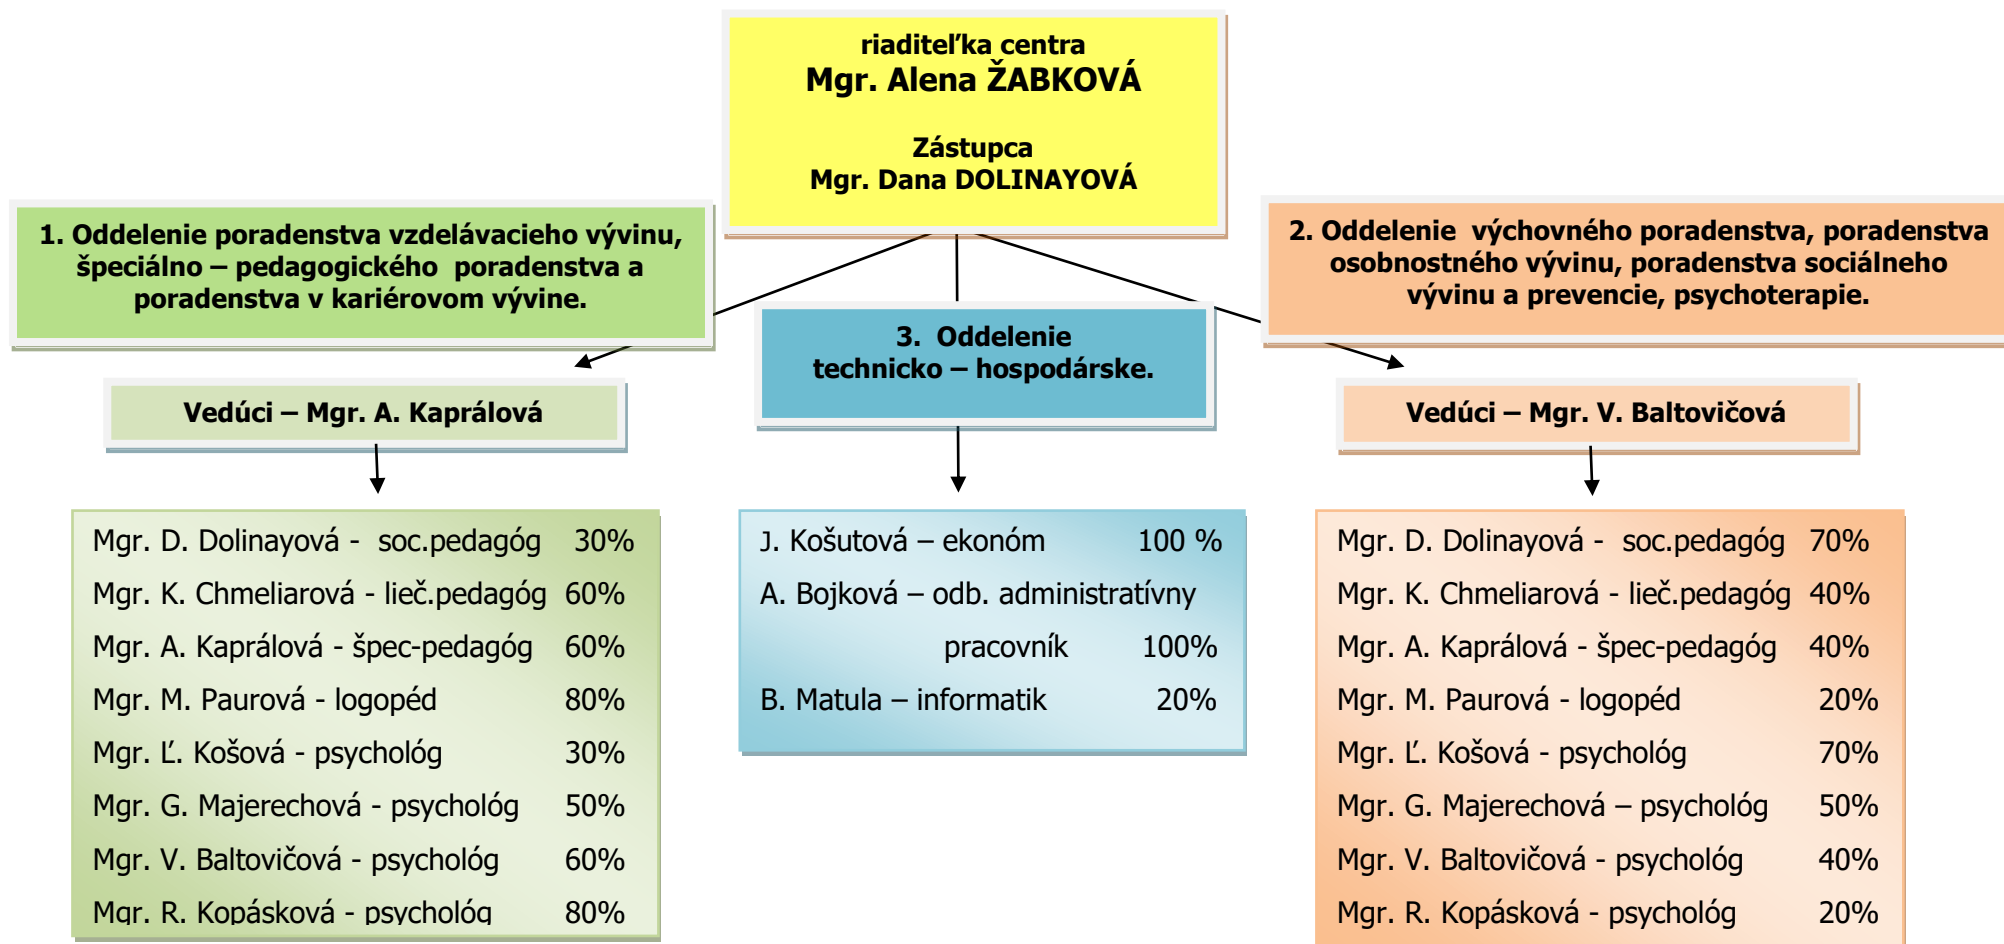 riaditeľka centra
Mgr. Alena ŽABKOVÁ
Zástupca
Mgr. Dana DOLINAYOVÁ
1. Oddelenie poradenstva vzdelávacieho vývinu,
špeciálno – pedagogického poradenstva a
poradenstva v kariérovom vývine.
2. Oddelenie výchovného poradenstva, poradenstva
osobnostného vývinu, poradenstva sociálneho
vývinu a prevencie, psychoterapie.
3. Oddelenie
technicko – hospodárske.
Vedúci – Mgr. A. Kaprálová
Vedúci – Mgr. V. Baltovičová
Mgr. D. Dolinayová - soc.pedagóg 30%
Mgr. K. Chmeliarová - lieč.pedagóg 60%
Mgr. A. Kaprálová - špec-pedagóg 60%
Mgr. M. Paurová - logopéd 80%
Mgr. Ľ. Košová - psychológ 30%
Mgr. G. Majerechová - psychológ 50%
Mgr. V. Baltovičová - psychológ 60%
Mgr. R. Kopásková - psychológ 80%
J. Košutová – ekonóm 100 %
A. Bojková – odb. administratívny
pracovník 100%
B. Matula – informatik 20%
Mgr. D. Dolinayová - soc.pedagóg 70%
Mgr. K. Chmeliarová - lieč.pedagóg 40%
Mgr. A. Kaprálová - špec-pedagóg 40%
Mgr. M. Paurová - logopéd 20%
Mgr. Ľ. Košová - psychológ 70%
Mgr. G. Majerechová – psychológ 50%
Mgr. V. Baltovičová - psychológ 40%
Mgr. R. Kopásková - psychológ 20%